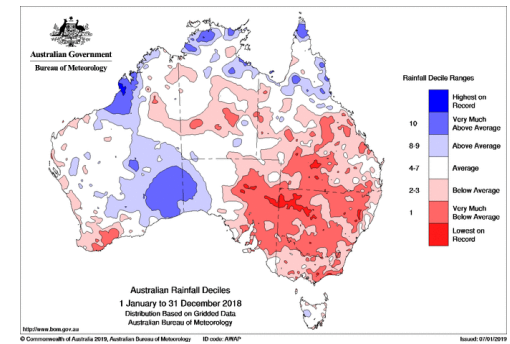 Australian Government
Bureau of Meteorology
Rainfall Decile Ranges
Highest on
Record
10
Very Much
Above Average
8-9
Above Average
4-7
Average
2-3
Below Average
1
Very Much
Below Average
Lowest on
Record
Australian Rainfall Deciles
1 January to 31 December 2018
Distribution Based on Gridded Data
Australian Bureau of Meteorology
http://www.bom.gov.au
© Commonwealth of Australia 2019, Australian Bureau of Meteorology
ID code: AWAP
Issued: 07/01/2019